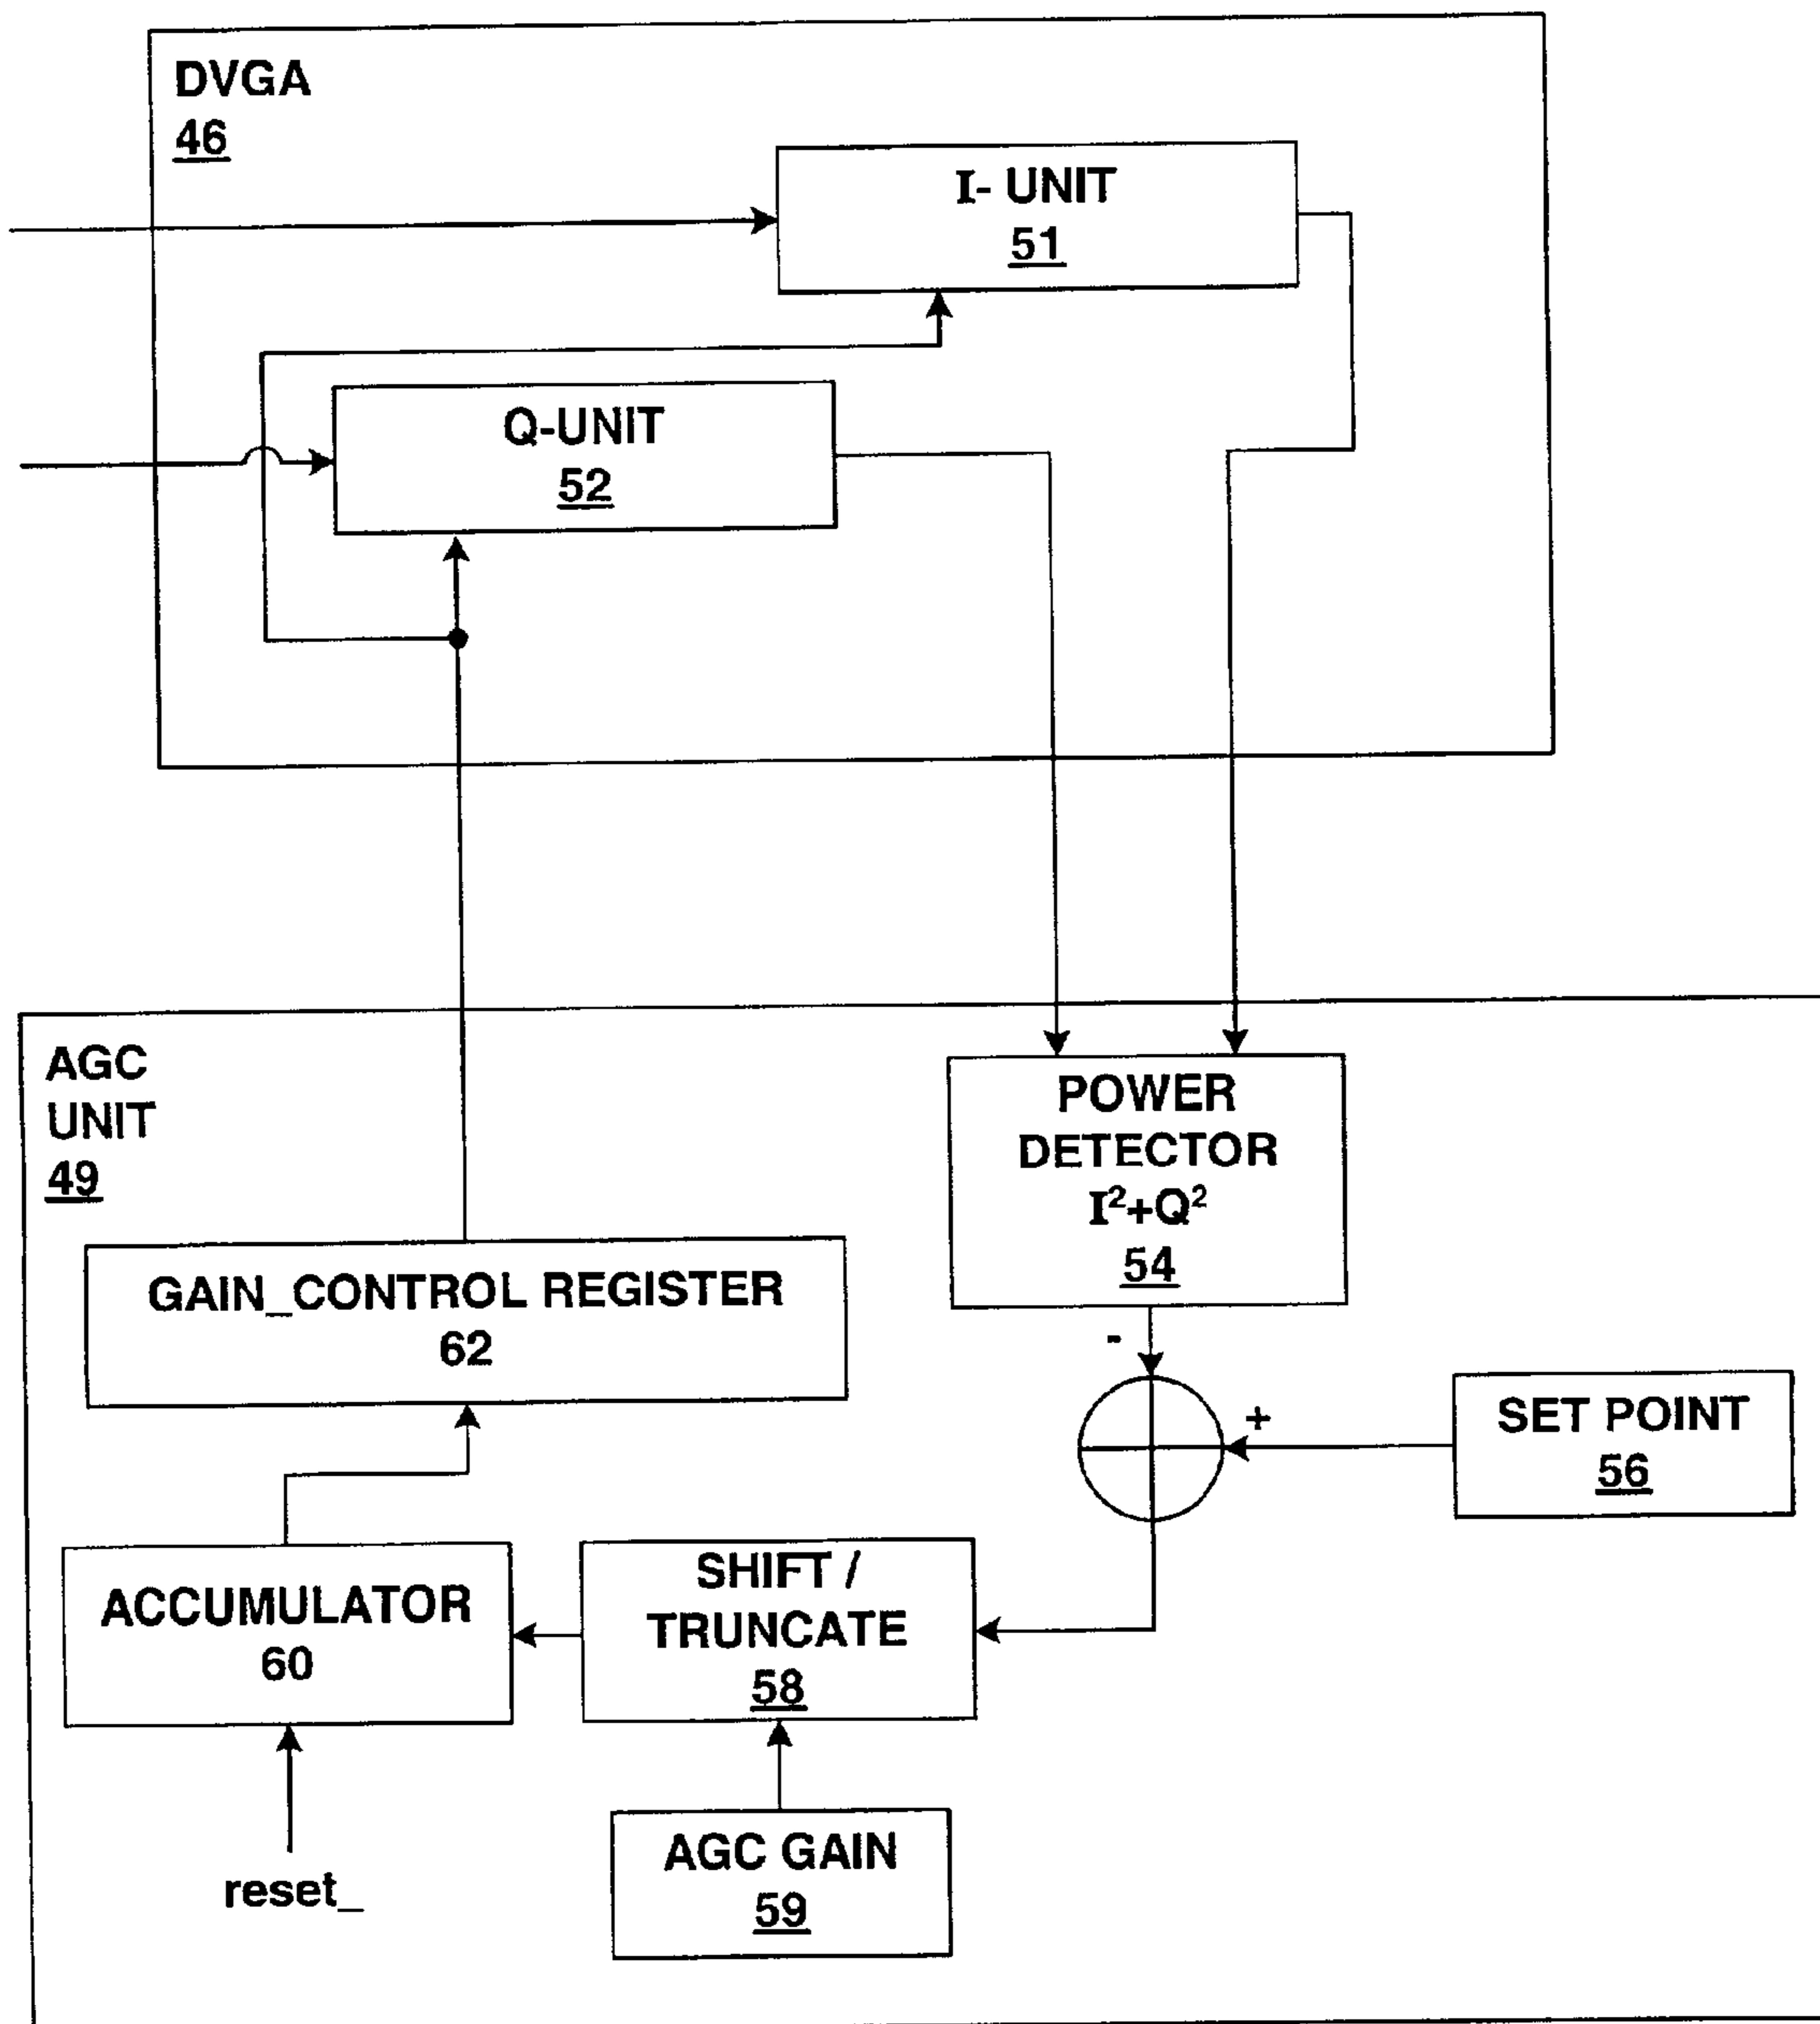 DVGA
46
I- UNIT
51
Q-UNIT
52
AGC
UNIT
49
POWER
DETECTOR
I²+Q²
54
GAIN_CONTROL REGISTER
62
-
+
SET POINT
56
SHIFT /
TRUNCATE
58
ACCUMULATOR
60
AGC GAIN
59
reset_